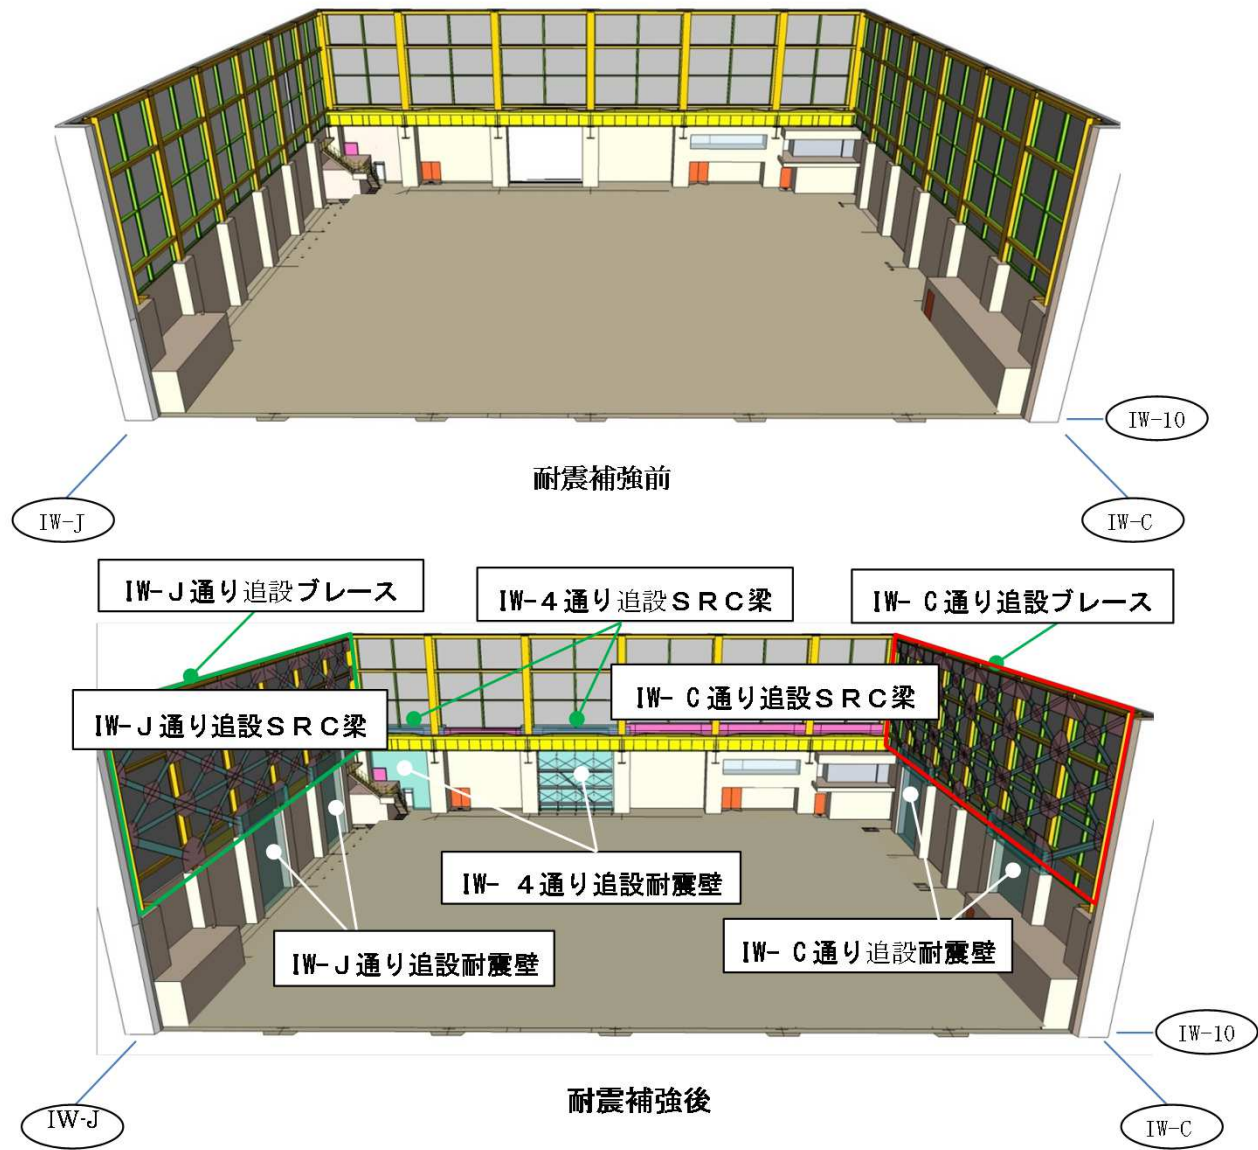 IW-10
耐震補強前
IW-J
IW-C
IW-Ｊ通り追設ブレース
IW-４通り追設ＳＲＣ梁
IW-Ｃ通り追設ブレース
IW-Ｊ通り追設ＳＲＣ梁
IW-Ｃ通り追設ＳＲＣ梁
IW-４通り追設耐震壁
IW-Ｊ通り追設耐震壁
IW-Ｃ通り追設耐震壁
IW-10
耐震補強後
IW-J
IW-C